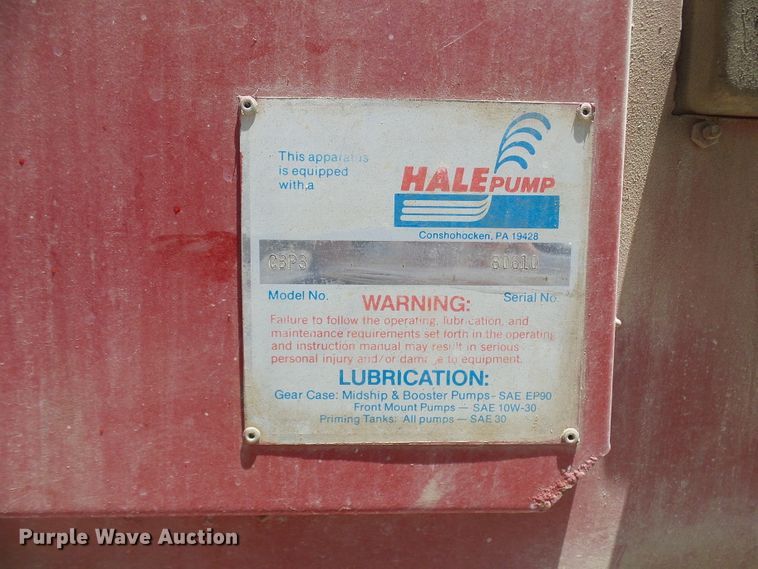 This apparatus
is equipped
with a
HALE PUMP
Conshohocken, PA 19428
80610
Model No.
Serial No.
WARNING:
Failure to follow the operating, lubrication, and
maintenance requirements set forth in the operating
and instruction manual may result in serious
personal injury and/or damage to equipment.
LUBRICATION:
Gear Case: Midship & Booster Pumps - SAE EP90
Front Mount Pumps — SAE 10W-30
Priming Tanks: All pumps — SAE 30
Purple Wave Auction